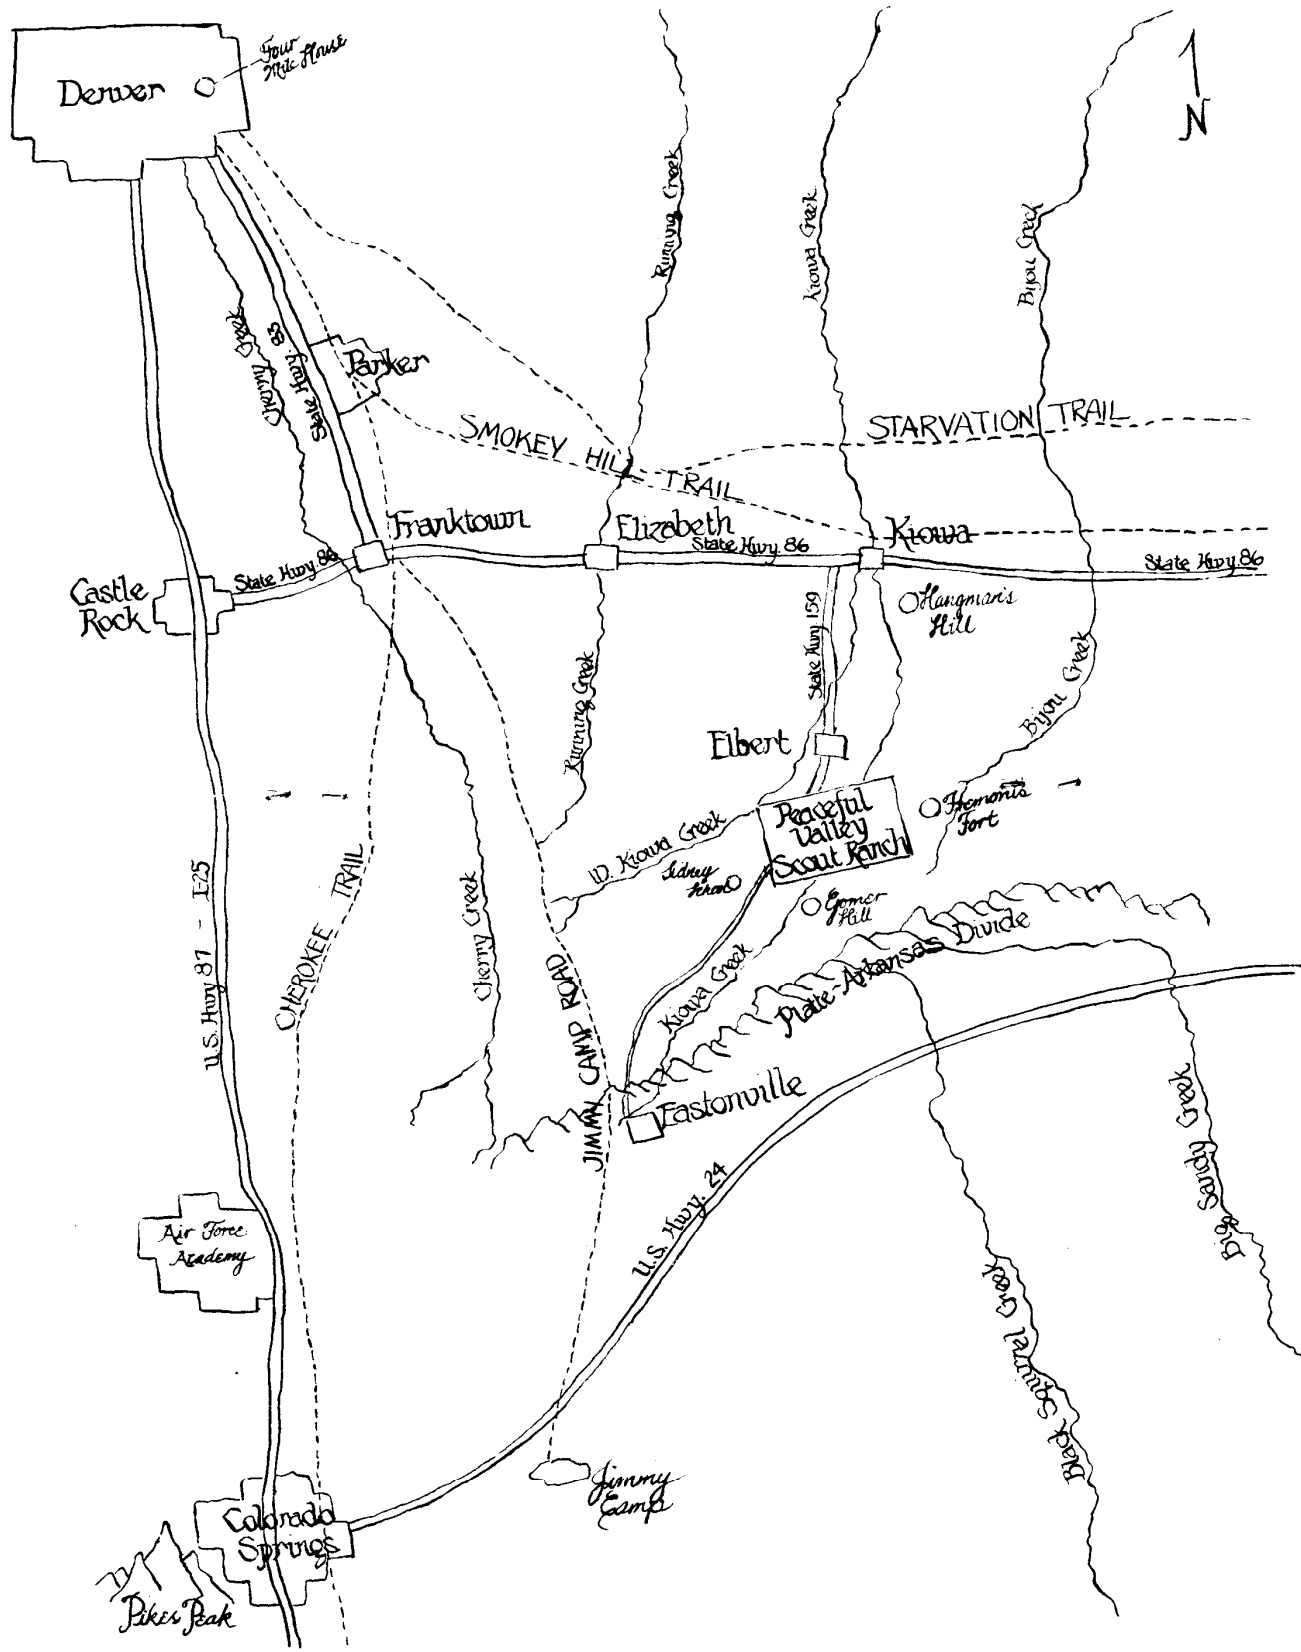 Four
Mile House
Denver
N
Running Creek
Kiowa Creek
Bijou Creek
Cherry Creek
State Hwy. 83
Parker
SMOKEY HILL TRAIL
STARVATION TRAIL
Franktown
Elizabeth
State Hwy. 86
Kiowa
State Hwy. 86
State Hwy. 86
Castle
Rock
Hangman's
Hill
State Hwy 159
Running Creek
Bijou Creek
Elbert
Peaceful
Valley
Scout Ranch
Fremont's
Fort
W. Kiowa Creek
Sidney
Gomer
Hill
U.S. Hwy 87 - I-25
CHEROKEE TRAIL
Cherry Creek
JIMMY CAMP ROAD
Kiowa Creek
Platte-Arkansas Divide
Eastonville
U.S. Hwy. 24
Big Sandy Creek
Air Force
Academy
Black Squirrel Creek
Jimmy
Camp
Colorado
Springs
Pikes Peak